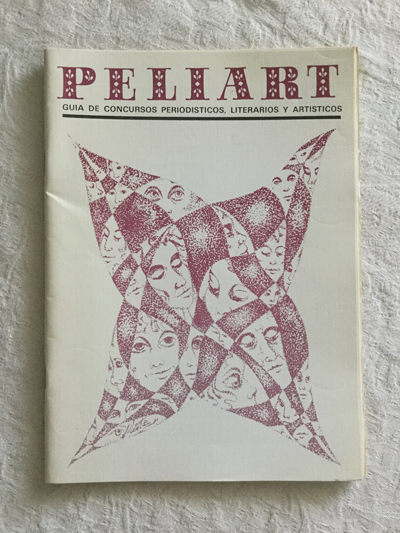 PELIART
GUIA DE CONCURSOS PERIODISTICOS, LITERARIOS Y ARTISTICOS